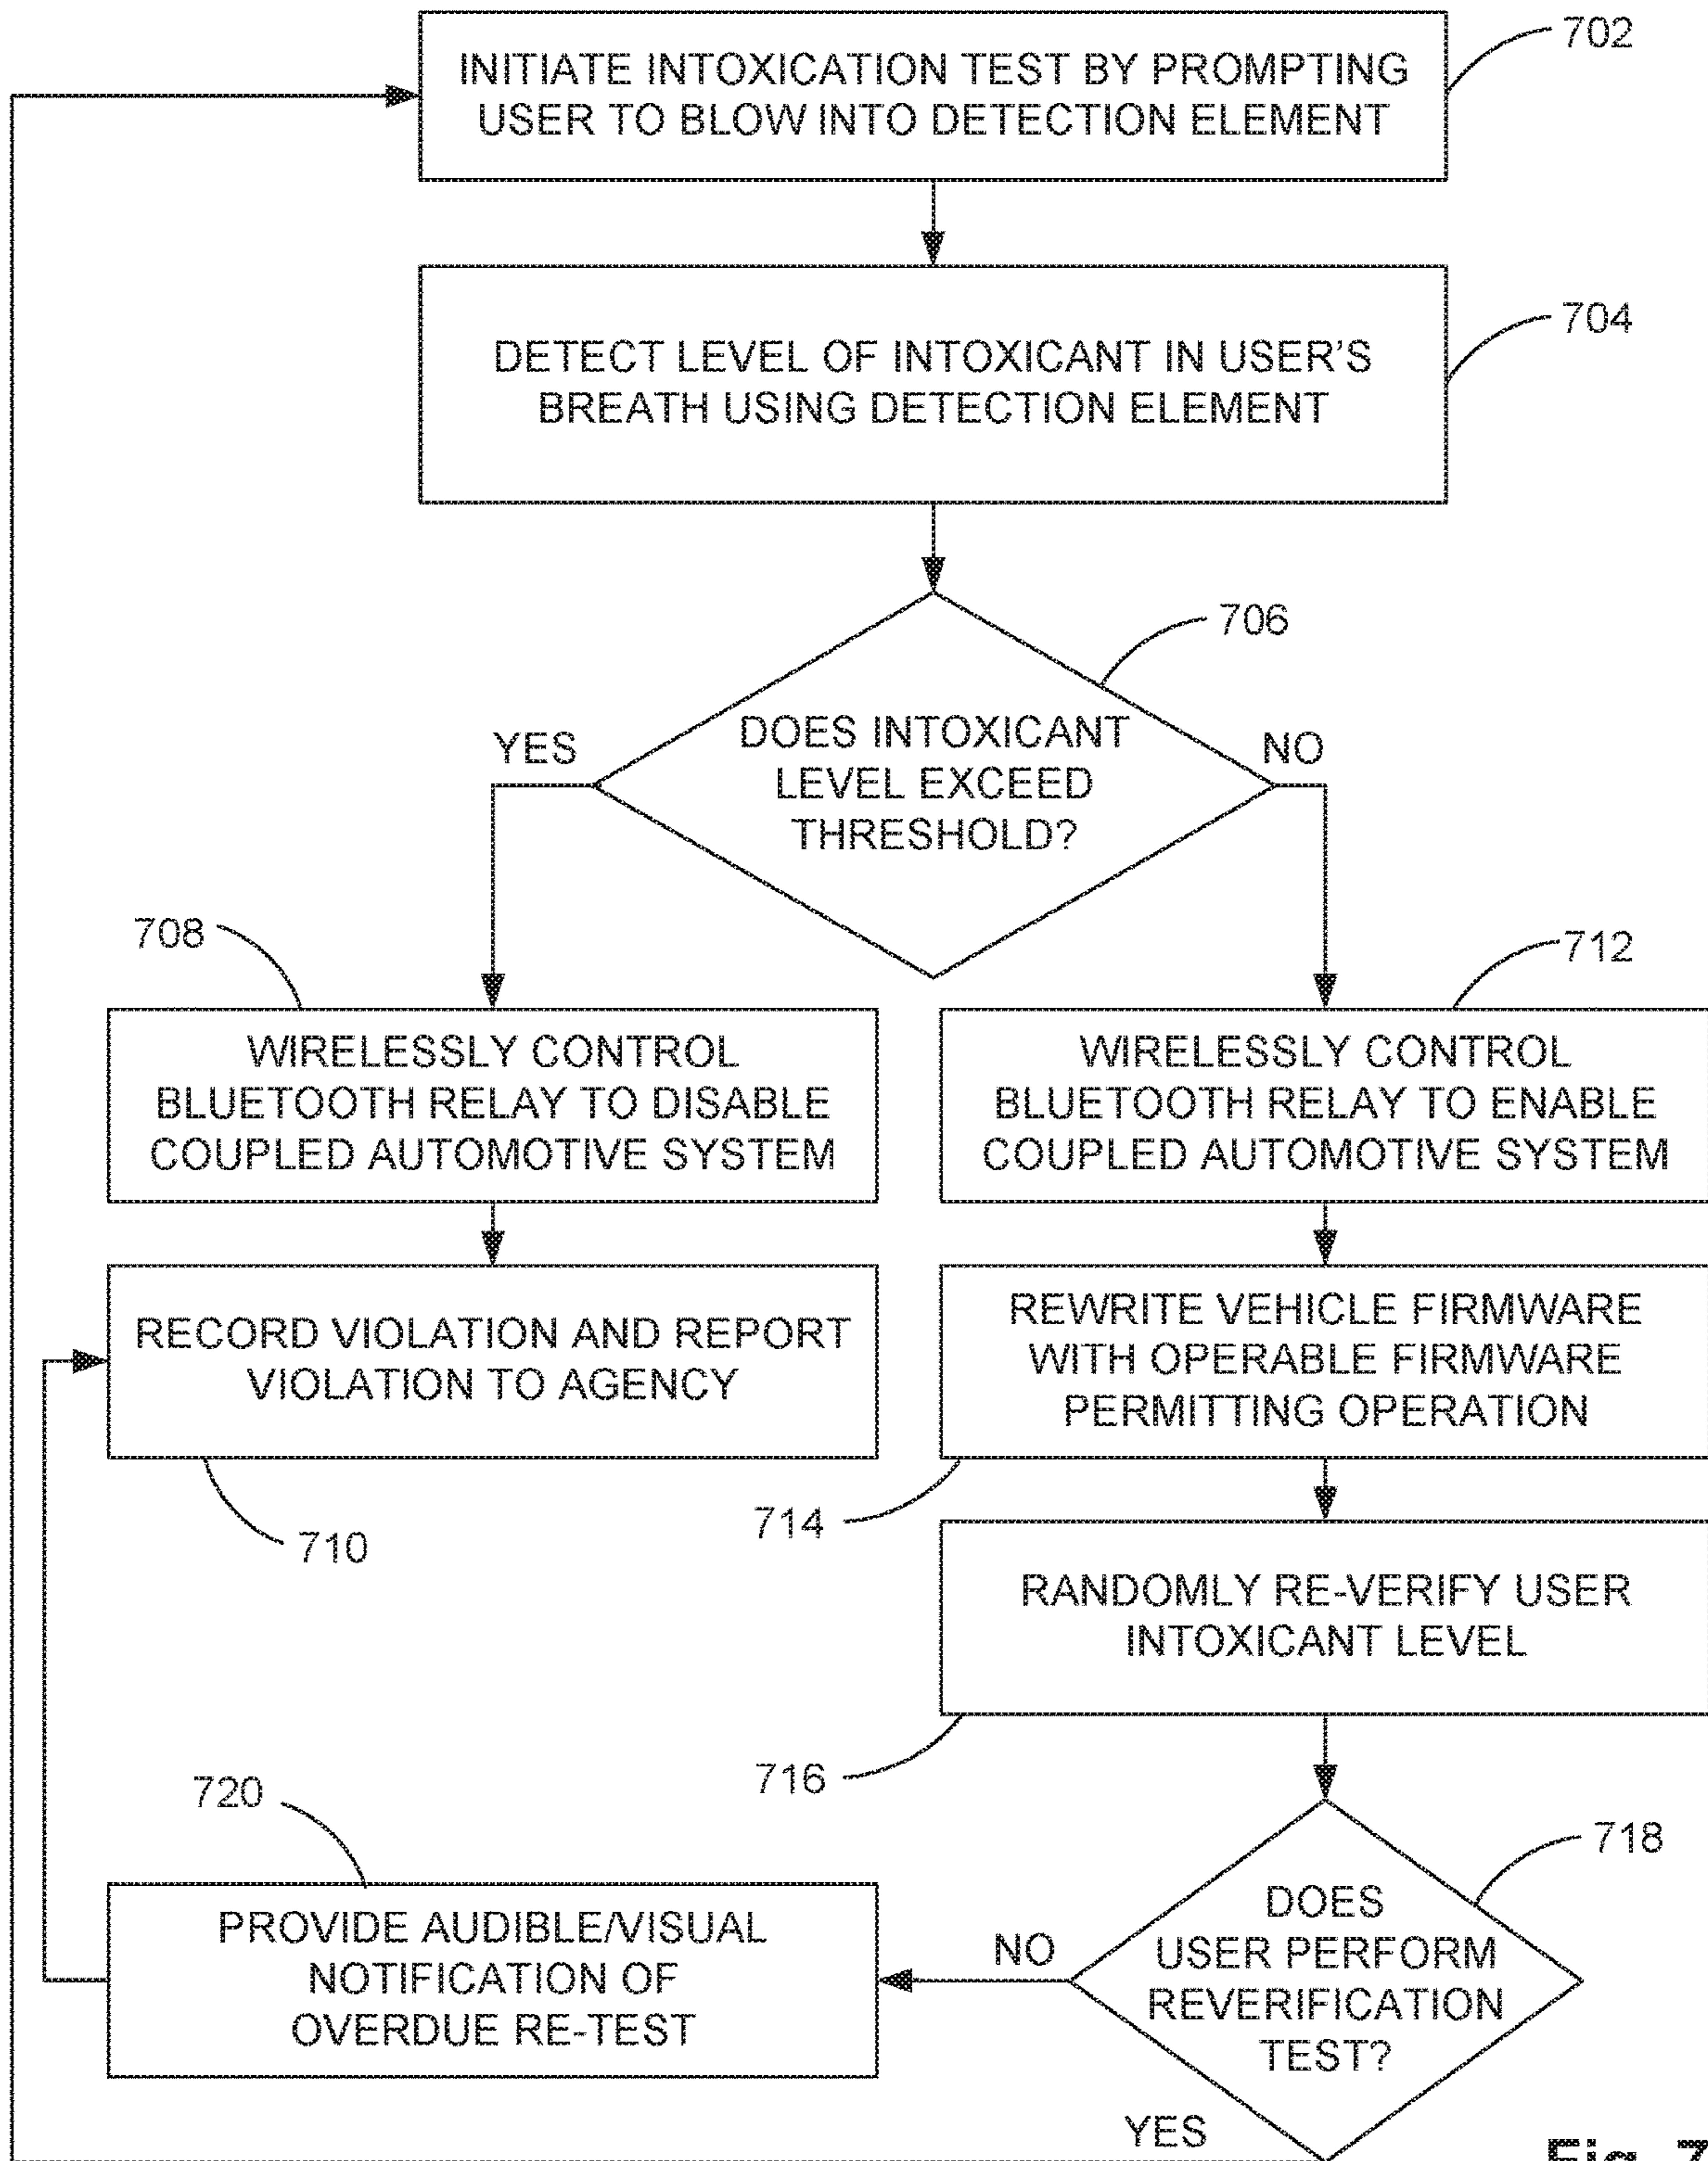 702
INITIATE INTOXICATION TEST BY PROMPTING
USER TO BLOW INTO DETECTION ELEMENT
704
DETECT LEVEL OF INTOXICANT IN USER'S
BREATH USING DETECTION ELEMENT
706
DOES INTOXICANT
LEVEL EXCEED
THRESHOLD?
YES
NO
708
WIRELESSLY CONTROL
BLUETOOTH RELAY TO DISABLE
COUPLED AUTOMOTIVE SYSTEM
712
WIRELESSLY CONTROL
BLUETOOTH RELAY TO ENABLE
COUPLED AUTOMOTIVE SYSTEM
RECORD VIOLATION AND REPORT
VIOLATION TO AGENCY
710
REWRITE VEHICLE FIRMWARE
WITH OPERABLE FIRMWARE
PERMITTING OPERATION
714
RANDOMLY RE-VERIFY USER
INTOXICANT LEVEL
716
718
DOES
USER PERFORM
REVERIFICATION
TEST?
NO
YES
720
PROVIDE AUDIBLE/VISUAL
NOTIFICATION OF
OVERDUE RE-TEST
Fig. 7